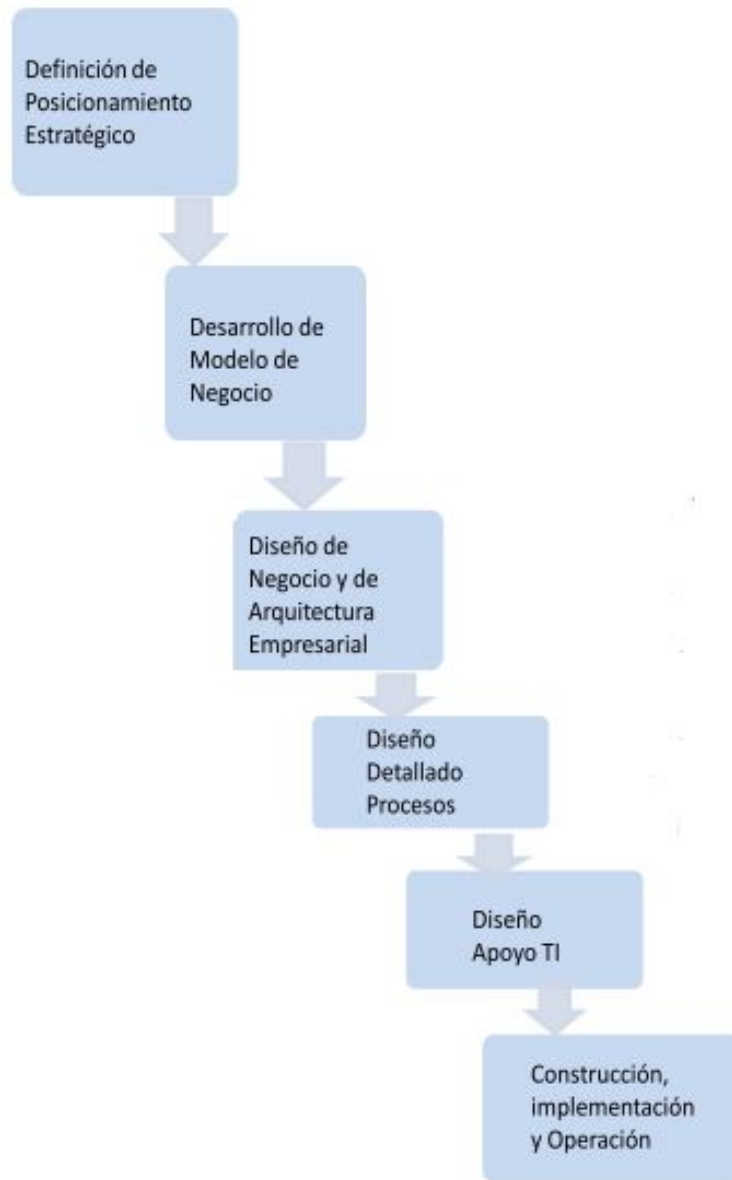 Definición de
Posicionamiento
Estratégico
Desarrollo de
Modelo de
Negocio
Diseño de
Negocio y de
Arquitectura
Empresarial
Diseño
Detallado
Procesos
Diseño
Apoyo TI
Construcción,
implementación
y Operación